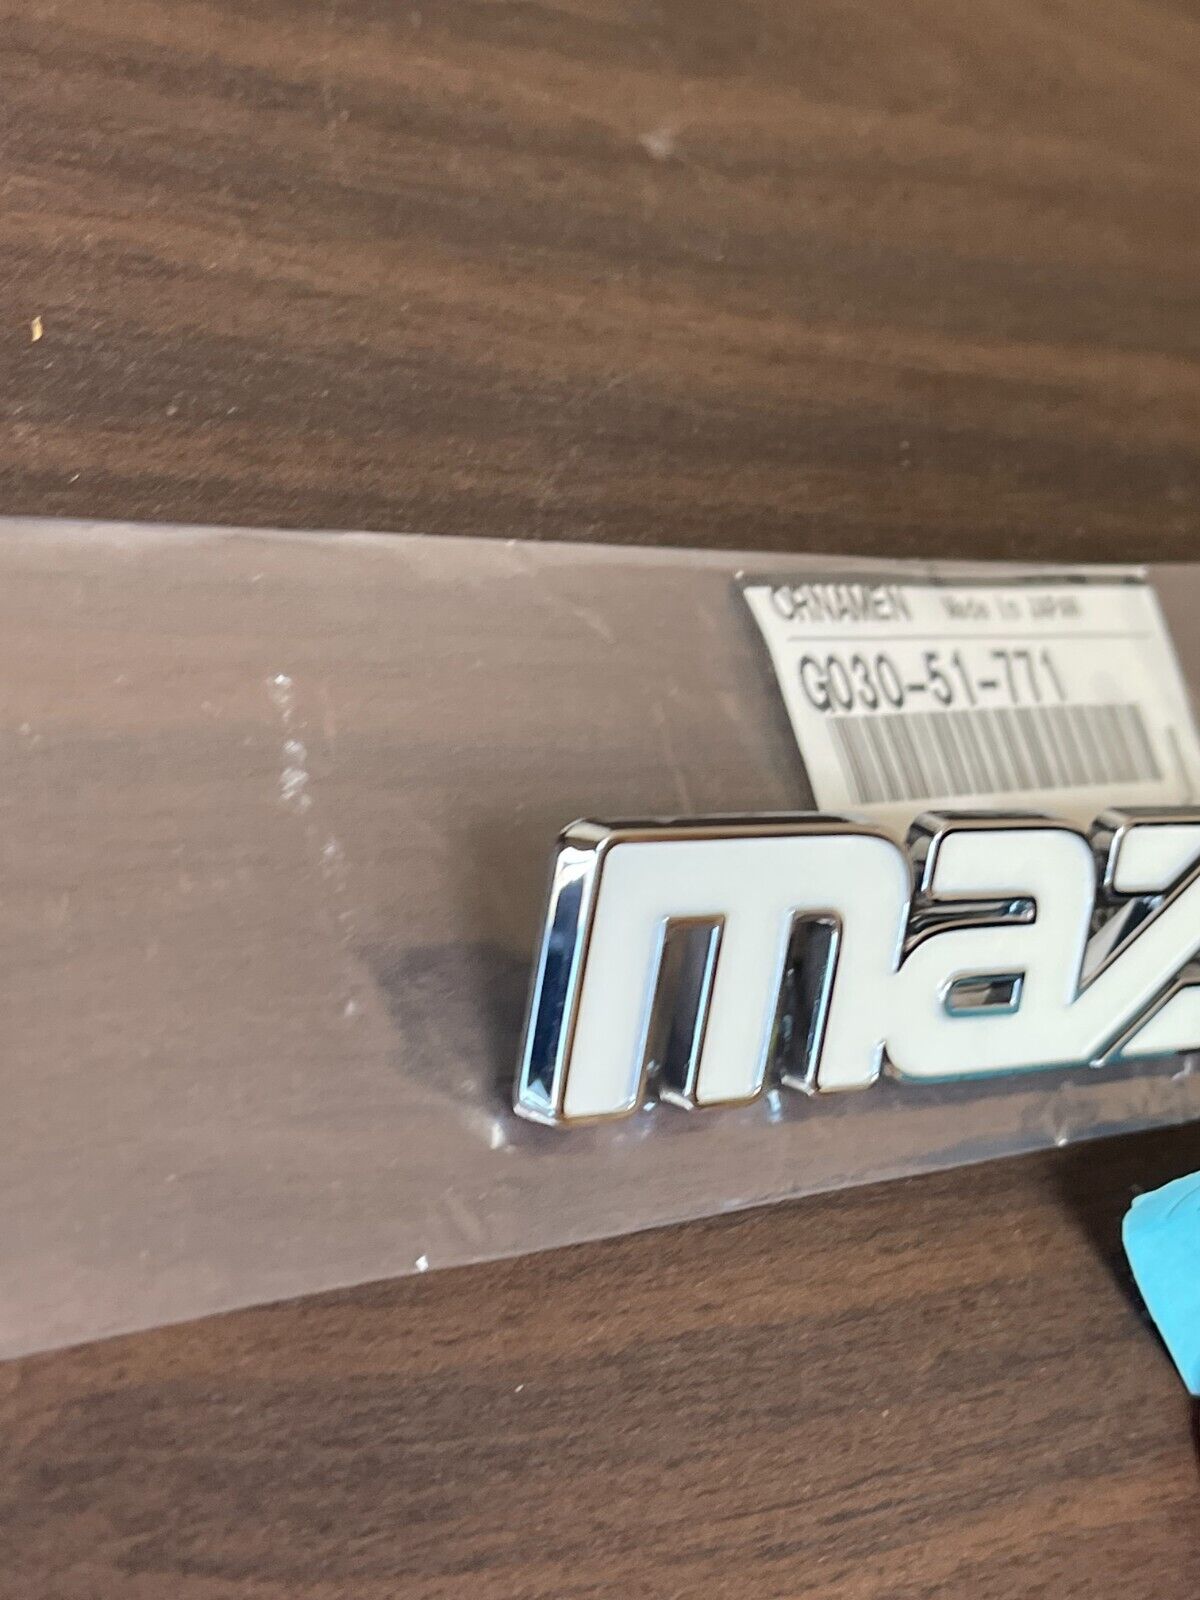 ORNAMEN Made in JAPAN
G030-51-771
maz